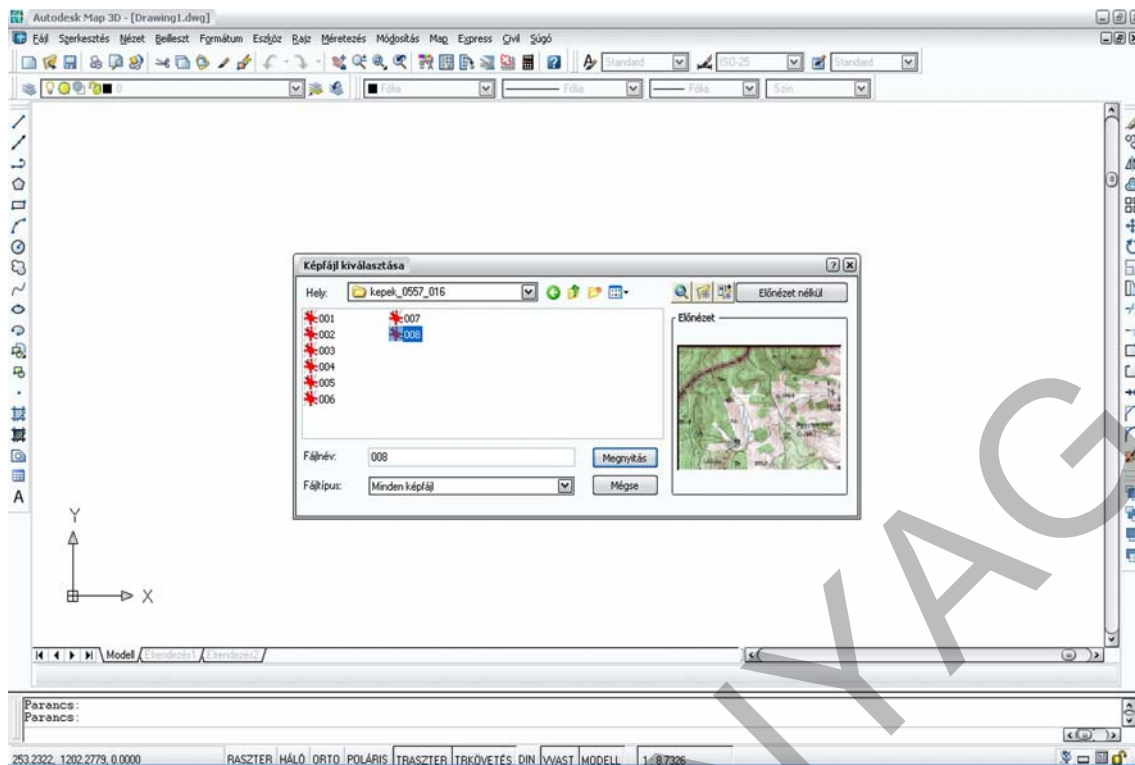 Autodesk Map 3D - [Drawing1.dwg]
Fájl Szerkesztés Nézet Beilleszt Formátum Eszköz Rajz Méretezés Módosítás Map Express Civil Súgó
Standard ISO-25 Standard
0 Fólia Fólia Fólia Szín
Képfájl kiválasztása
Hely: kepek_0557_016 Előnézet nélkül
001 007 Előnézet
002 008
003
004
005
006
Fájlnév: 008 Megnyitás
Fájltípus: Minden képfájl Mégse
A
Y
X
Modell Elrendezés1 Elrendezés2
Parancs:
Parancs:
253.2322, 1202.2779, 0.0000 RASZTER HÁLÓ ORTO POLÁRIS TRASZTER TRKÖVETÉS DIN VVAST MODELL 1 : 8.7326
NYAG